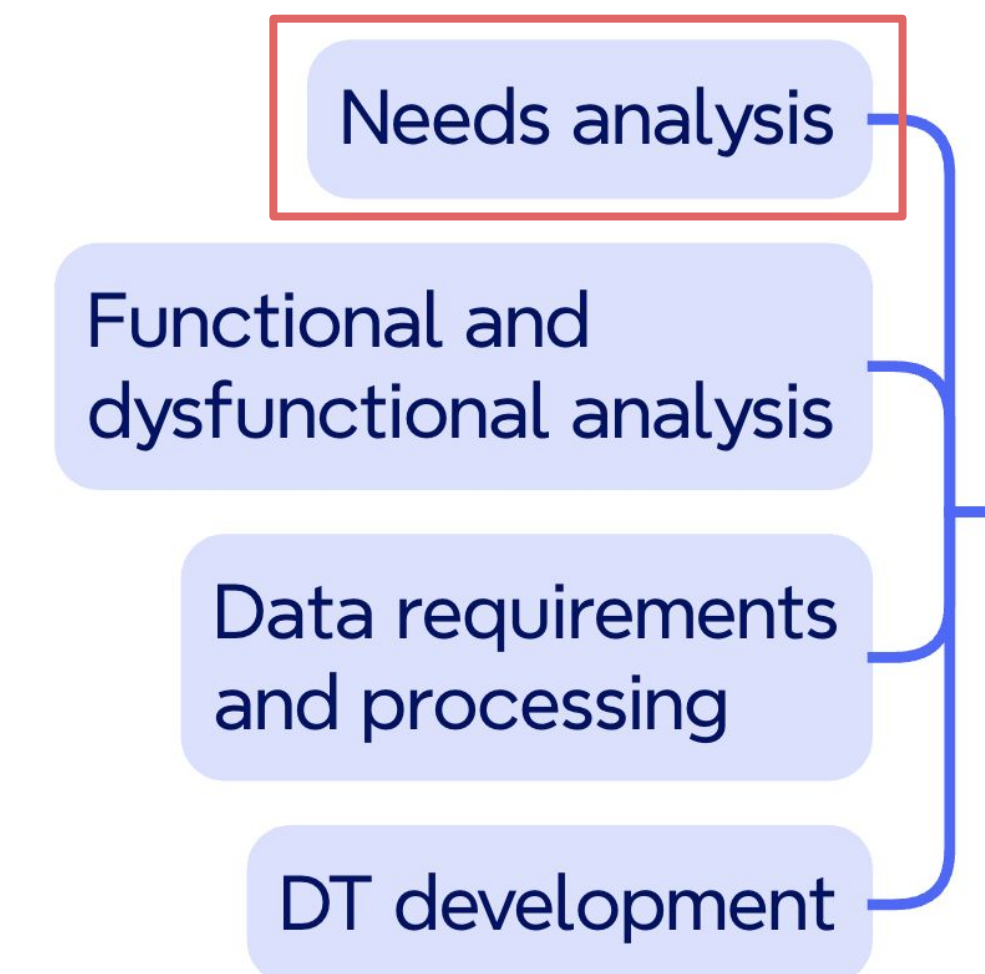 Needs analysis
Functional and
dysfunctional analysis
Data requirements
and processing
DT development